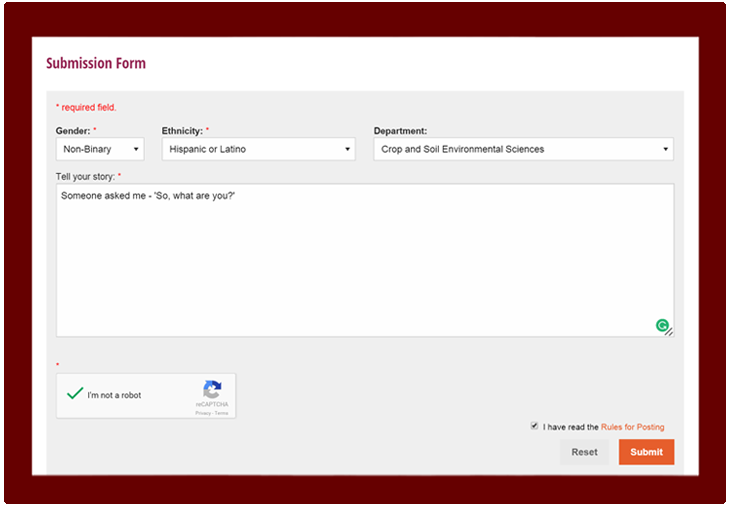 Submission Form
* required field.
Gender: * Ethnicity: * Department:
Non-Binary Hispanic or Latino Crop and Soil Environmental Sciences
Tell your story: *
Someone asked me - 'So, what are you?'
*
I'm not a robot
reCAPTCHA
Privacy - Terms
I have read the Rules for Posting
Reset Submit